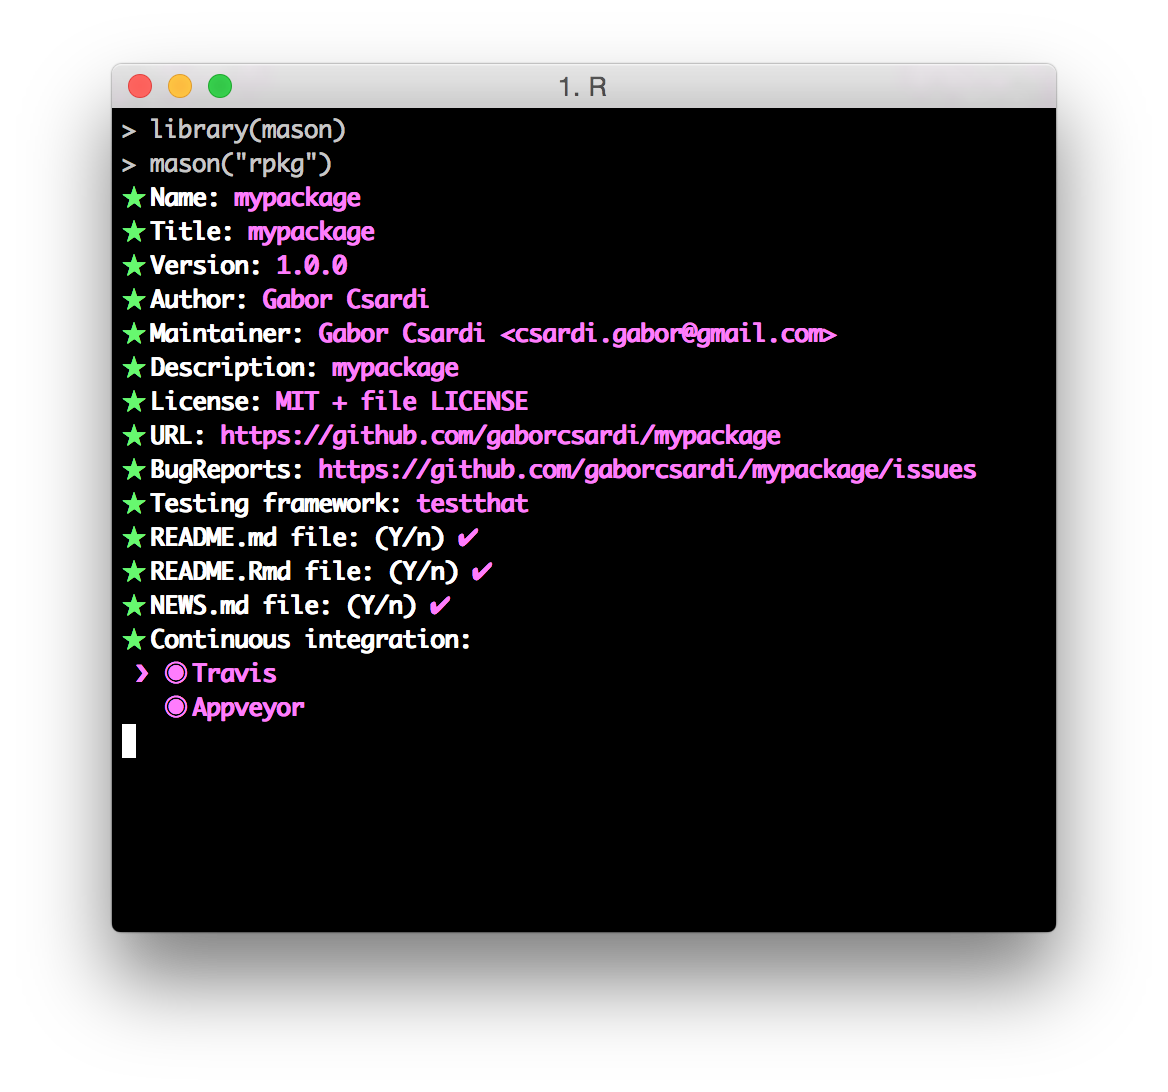 1. R
> library(mason)
> mason("rpkg")
★Name: mypackage
★Title: mypackage
★Version: 1.0.0
★Author: Gabor Csardi
★Maintainer: Gabor Csardi <csardi.gabor@gmail.com>
★Description: mypackage
★License: MIT + file LICENSE
★URL: https://github.com/gaborcsardi/mypackage
★BugReports: https://github.com/gaborcsardi/mypackage/issues
★Testing framework: testthat
★README.md file: (Y/n) ✔
★README.Rmd file: (Y/n) ✔
★NEWS.md file: (Y/n) ✔
★Continuous integration:
❯ ◉Travis
◉Appveyor